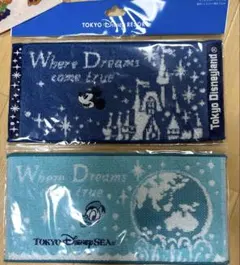 TOKYO DISNEY RESORT
Where Dreams
come true
Tokyo Disneyland®
Where Dreams
true
TOKYO DISNEYSEA®